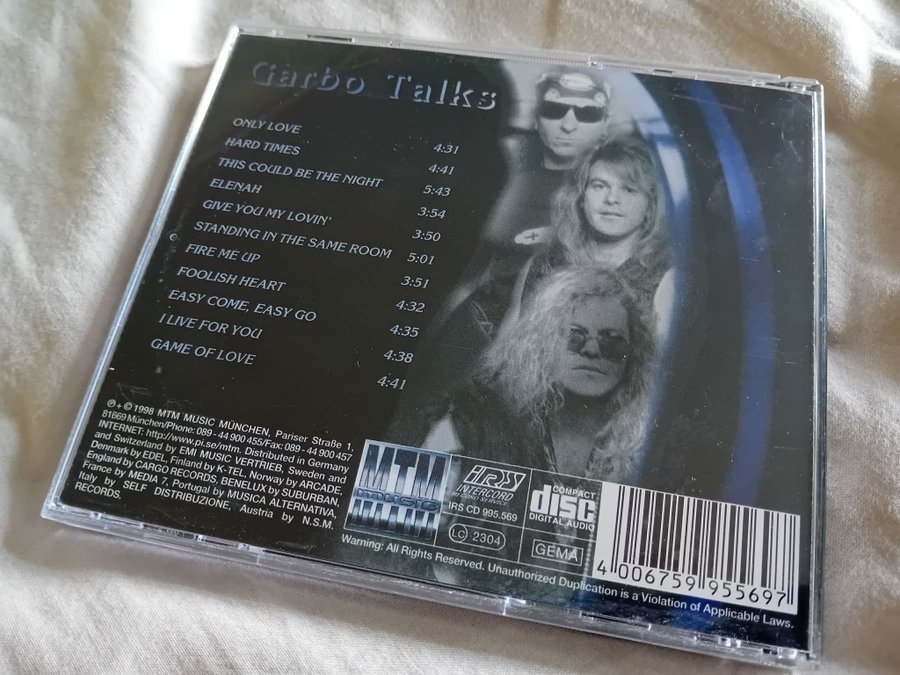 Garbo Talks
ONLY LOVE 4:31
HARD TIMES 4:41
THIS COULD BE THE NIGHT 5:43
ELENAH 3:54
GIVE YOU MY LOVIN' 3:50
STANDING IN THE SAME ROOM 5:01
FIRE ME UP 3:51
FOOLISH HEART 4:32
EASY COME, EASY GO 4:35
I LIVE FOR YOU 4:38
GAME OF LOVE 4:41
℗ + © 1998 MTM MUSIC MÜNCHEN, Pariser Straße 1,
81669 München/Phone: 089 - 44 900 455/Fax: 089 - 44 900 457
INTERNET: http://www.pi.se/mtm. Distributed in Germany
and Switzerland by EMI MUSIC VERTRIEB, Sweden and
Denmark by EDEL, Finland by K-TEL, Norway by ARCADE,
England by CARGO RECORDS, BENELUX by SUBURBAN,
France by MEDIA 7, Portugal by MUSICA ALTERNATIVA,
Italy by SELF DISTRIBUZIONE, Austria by N.S.M.
RECORDS.
MTM
MUSIC
IRS
INTERCORD
IRS CD 995.569
LC 2304
COMPACT
disc
DIGITAL AUDIO
GEMA
4 006759 955697
Warning: All Rights Reserved. Unauthorized Duplication is a Violation of Applicable Laws.